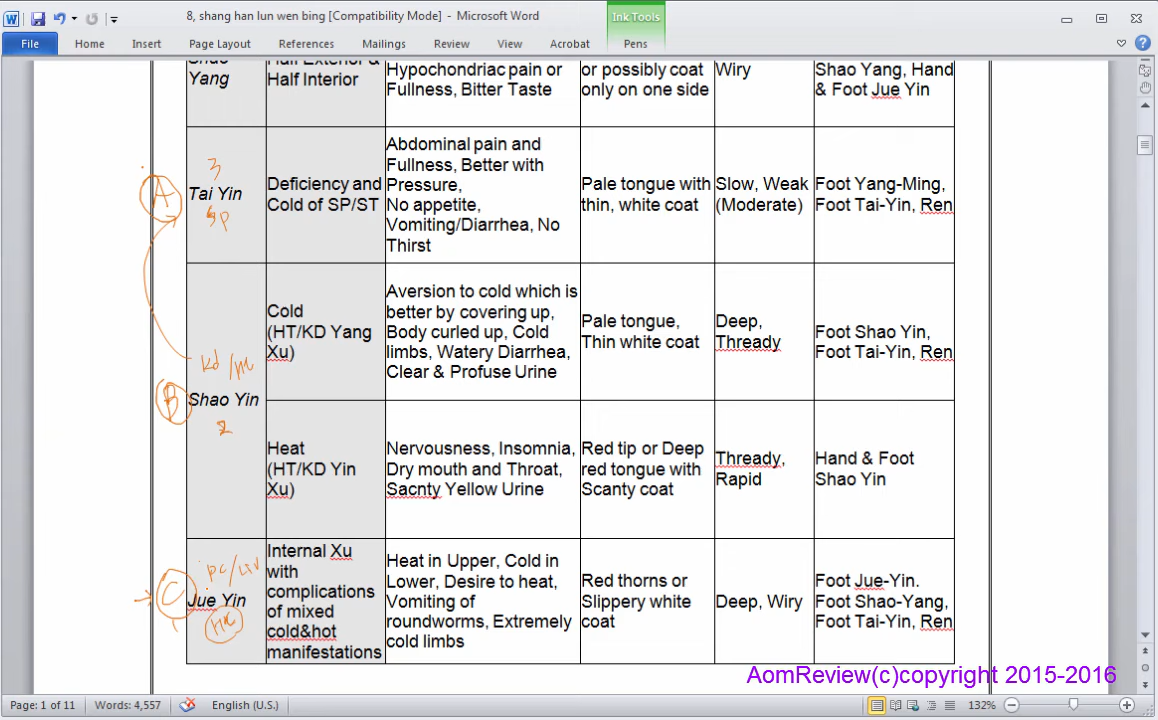 8, shang han lun wen bing [Compatibility Mode] - Microsoft Word
Ink Tools
File Home Insert Page Layout References Mailings Review View Acrobat Pens
Shao
Yang
Half Exterior &
Half Interior
Hypochondriac pain or
Fullness, Bitter Taste
or possibly coat
only on one side
Wiry
Shao Yang, Hand
& Foot Jue Yin
A
3
Tai Yin
SP
Deficiency and
Cold of SP/ST
Abdominal pain and
Fullness, Better with
Pressure,
No appetite,
Vomiting/Diarrhea, No
Thirst
Pale tongue with
thin, white coat
Slow, Weak
(Moderate)
Foot Yang-Ming,
Foot Tai-Yin, Ren
B
Kd/Ht
Shao Yin
2
Cold
(HT/KD Yang
Xu)
Aversion to cold which is
better by covering up,
Body curled up, Cold
limbs, Watery Diarrhea,
Clear & Profuse Urine
Pale tongue,
Thin white coat
Deep,
Thready
Foot Shao Yin,
Foot Tai-Yin, Ren
Heat
(HT/KD Yin
Xu)
Nervousness, Insomnia,
Dry mouth and Throat,
Sacnty Yellow Urine
Red tip or Deep
red tongue with
Scanty coat
Thready,
Rapid
Hand & Foot
Shao Yin
C
PC/Liv
Jue Yin
Internal Xu
with
complications
of mixed
cold&hot
manifestations
Heat in Upper, Cold in
Lower, Desire to heat,
Vomiting of
roundworms, Extremely
cold limbs
Red thorns or
Slippery white
coat
Deep, Wiry
Foot Jue-Yin.
Foot Shao-Yang,
Foot Tai-Yin, Ren
AomReview(c)copyright 2015-2016
Page: 1 of 11 Words: 4,557 English (U.S.) 132%